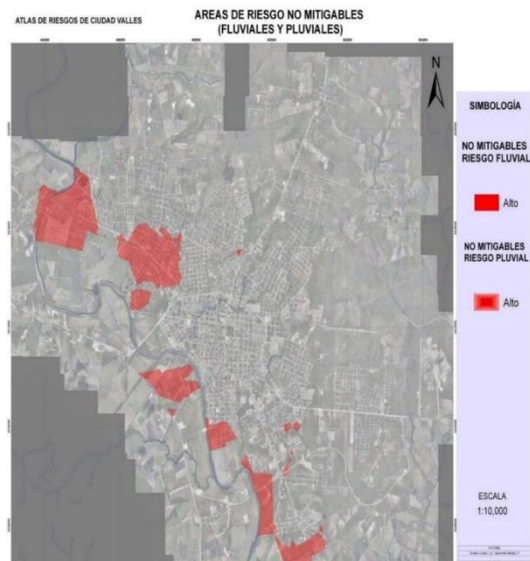 ATLAS DE RIESGOS DE CIUDAD VALLES
AREAS DE RIESGO NO MITIGABLES
(FLUVIALES Y PLUVIALES)
N
SIMBOLOGÍA
NO MITIGABLES
RIESGO FLUVIAL
Alto
NO MITIGABLES
RIESGO PLUVIAL
Alto
ESCALA
1:10,000